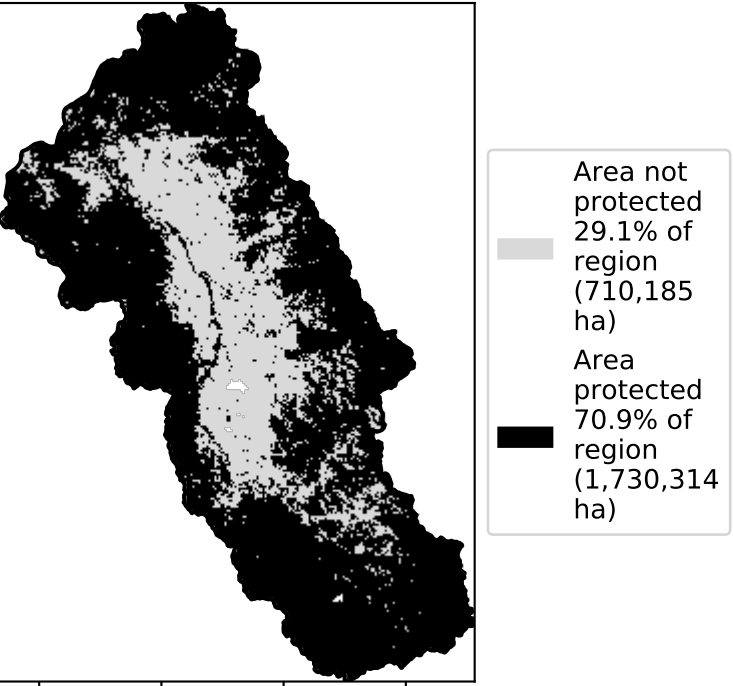 Area not
protected
29.1% of
region
(710,185
ha)
Area
protected
70.9% of
region
(1,730,314
ha)